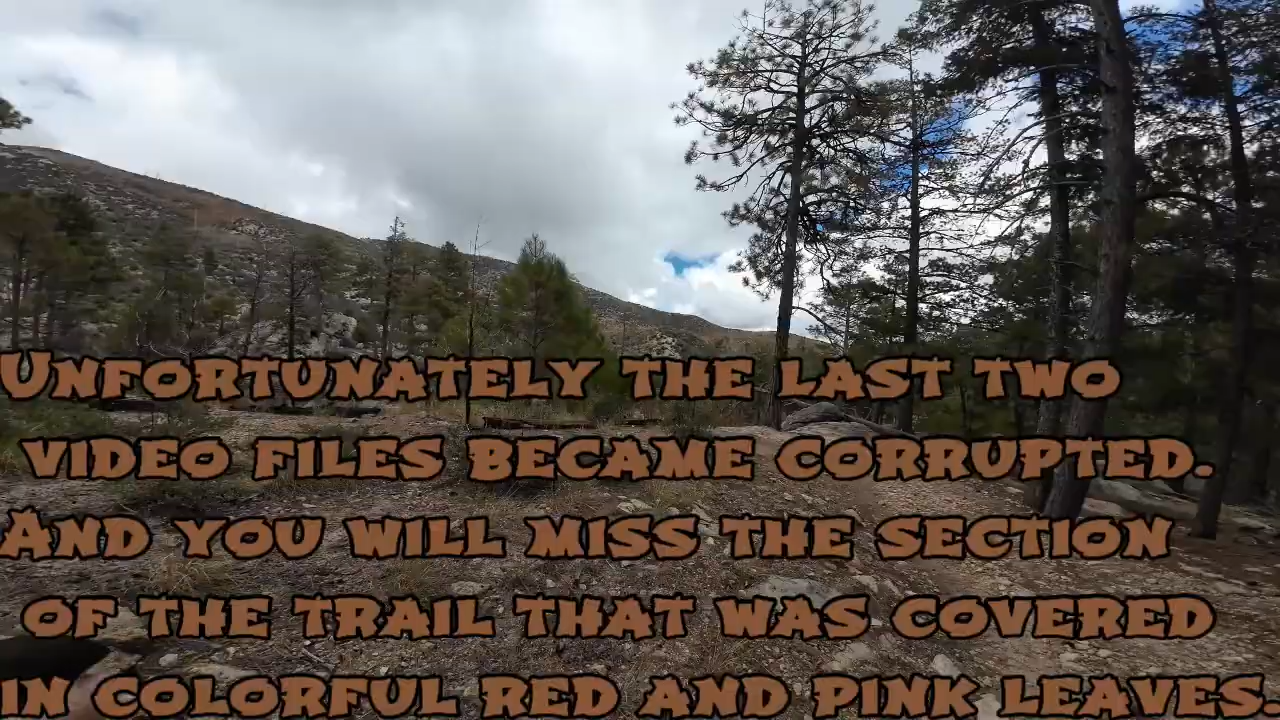 Unfortunately the last two
video files became corrupted.
And you will miss the section
of the trail that was covered
in colorful red and pink leaves.